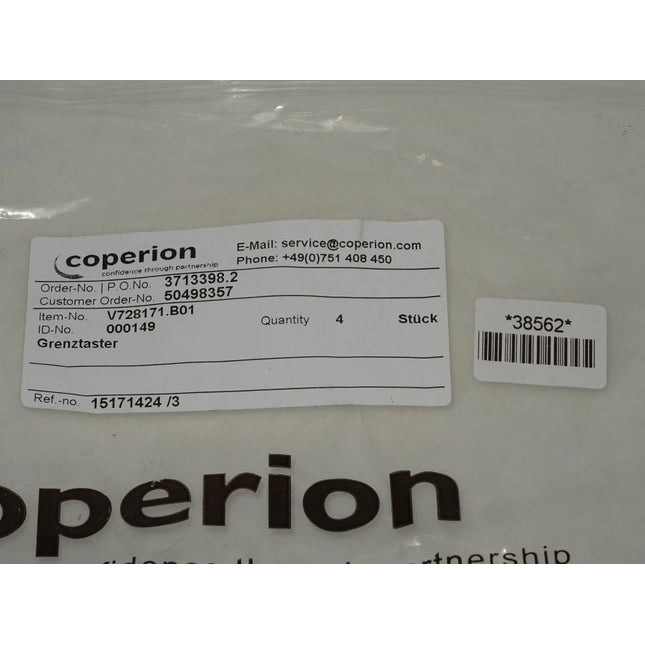 coperion
confidence through partnership
E-Mail: service@coperion.com
Phone: +49(0)751 408 450
Order-No. | P.O.No. 3713398.2
Customer Order-No. 50498357
Item-No. V728171.B01
ID-No. 000149
Quantity 4 Stück
Grenztaster
Ref.-no. 15171424 /3
*38562*
operion
partnership